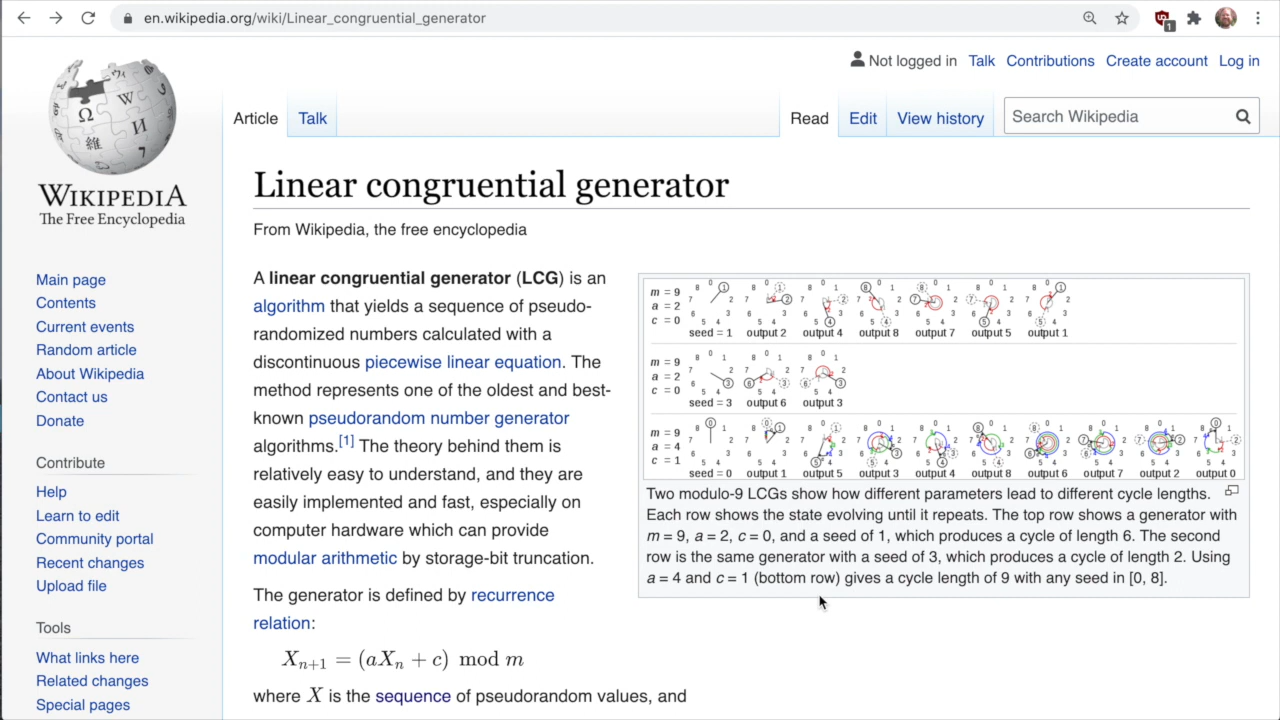 en.wikipedia.org/wiki/Linear_congruential_generator
1
Not logged in Talk Contributions Create account Log in
Article Talk Read Edit View history Search Wikipedia
WIKIPEDIA
The Free Encyclopedia
Main page
Contents
Current events
Random article
About Wikipedia
Contact us
Donate
Contribute
Help
Learn to edit
Community portal
Recent changes
Upload file
Tools
What links here
Related changes
Special pages
Linear congruential generator
From Wikipedia, the free encyclopedia
A linear congruential generator (LCG) is an
algorithm that yields a sequence of pseudo-
randomized numbers calculated with a
discontinuous piecewise linear equation. The
method represents one of the oldest and best-
known pseudorandom number generator
algorithms.[1] The theory behind them is
relatively easy to understand, and they are
easily implemented and fast, especially on
computer hardware which can provide
modular arithmetic by storage-bit truncation.
The generator is defined by recurrence
relation:
Xn+1 = (aXn + c) mod m
where X is the sequence of pseudorandom values, and
m = 9
a = 2
c = 0
seed = 1 output 2 output 4 output 8 output 7 output 5 output 1
m = 9
a = 2
c = 0
seed = 3 output 6 output 3
m = 9
a = 4
c = 1
seed = 0 output 1 output 5 output 3 output 4 output 8 output 6 output 7 output 2 output 0
Two modulo-9 LCGs show how different parameters lead to different cycle lengths.
Each row shows the state evolving until it repeats. The top row shows a generator with
m = 9, a = 2, c = 0, and a seed of 1, which produces a cycle of length 6. The second
row is the same generator with a seed of 3, which produces a cycle of length 2. Using
a = 4 and c = 1 (bottom row) gives a cycle length of 9 with any seed in [0, 8].